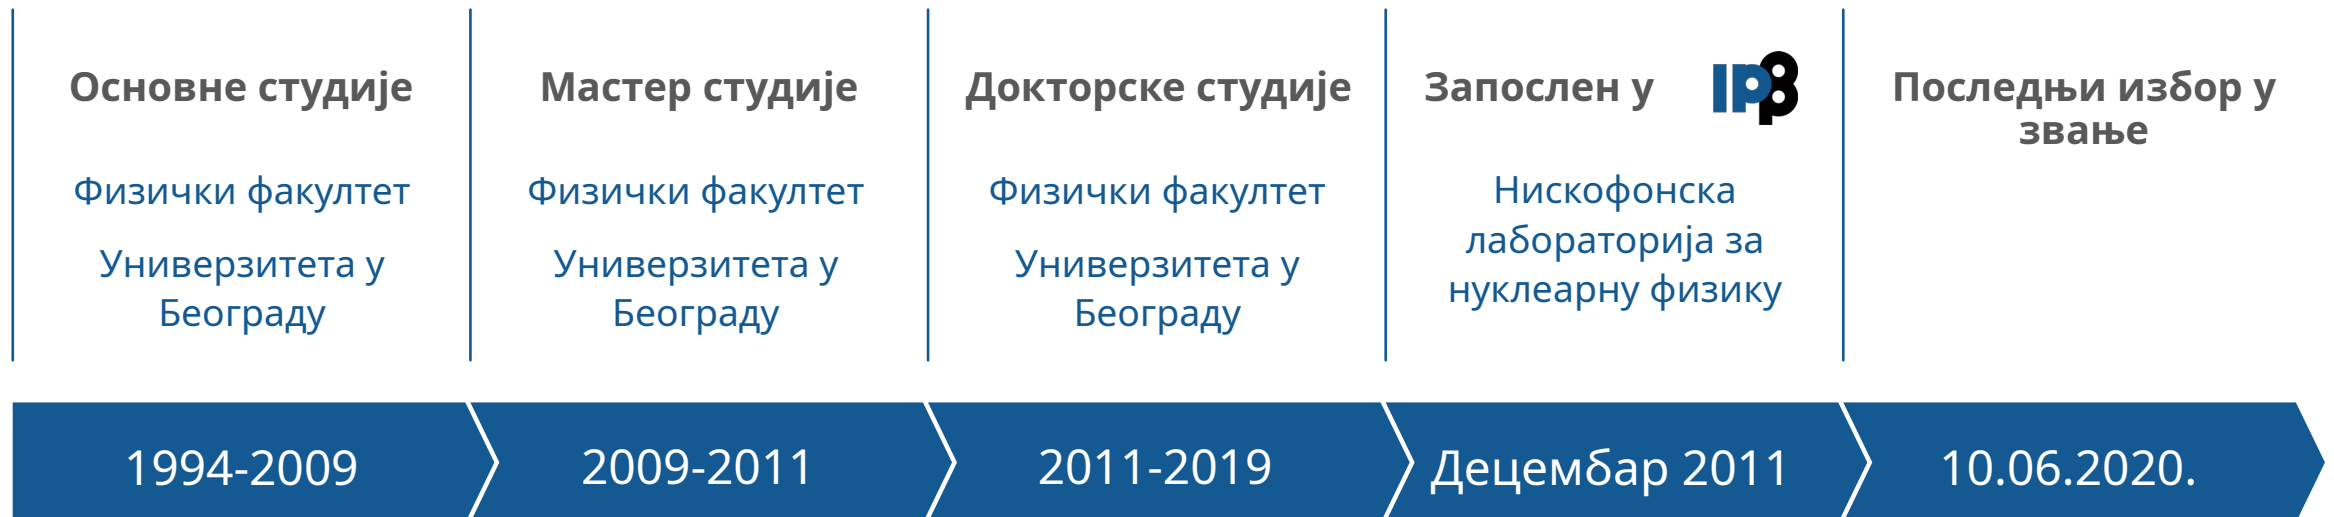 Основне студије
Физички факултет
Универзитета у
Београду
1994-2009
Мастер студије
Физички факултет
Универзитета у
Београду
2009-2011
Докторске студије
Физички факултет
Универзитета у
Београду
2011-2019
Запослен у
Нискофонска
лабораторија за
нуклеарну физику
Децембар 2011
Последњи избор у
звање
10.06.2020.